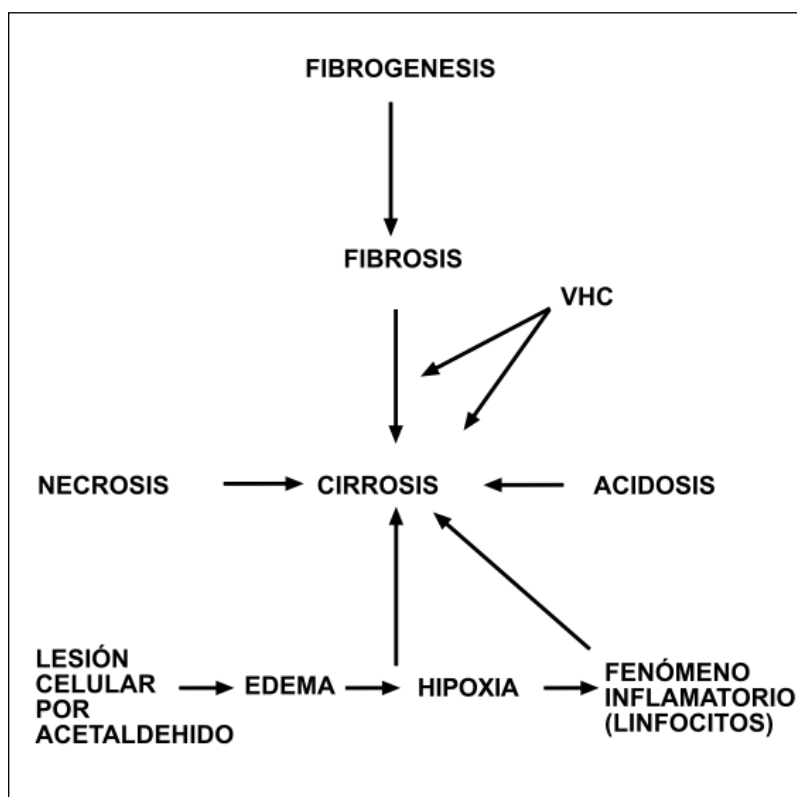 FIBROGENESIS
FIBROSIS
VHC
NECROSIS
CIRROSIS
ACIDOSIS
LESIÓN
CELULAR
POR
ACETALDEHIDO
EDEMA
HIPOXIA
FENÓMENO
INFLAMATORIO
(LINFOCITOS)